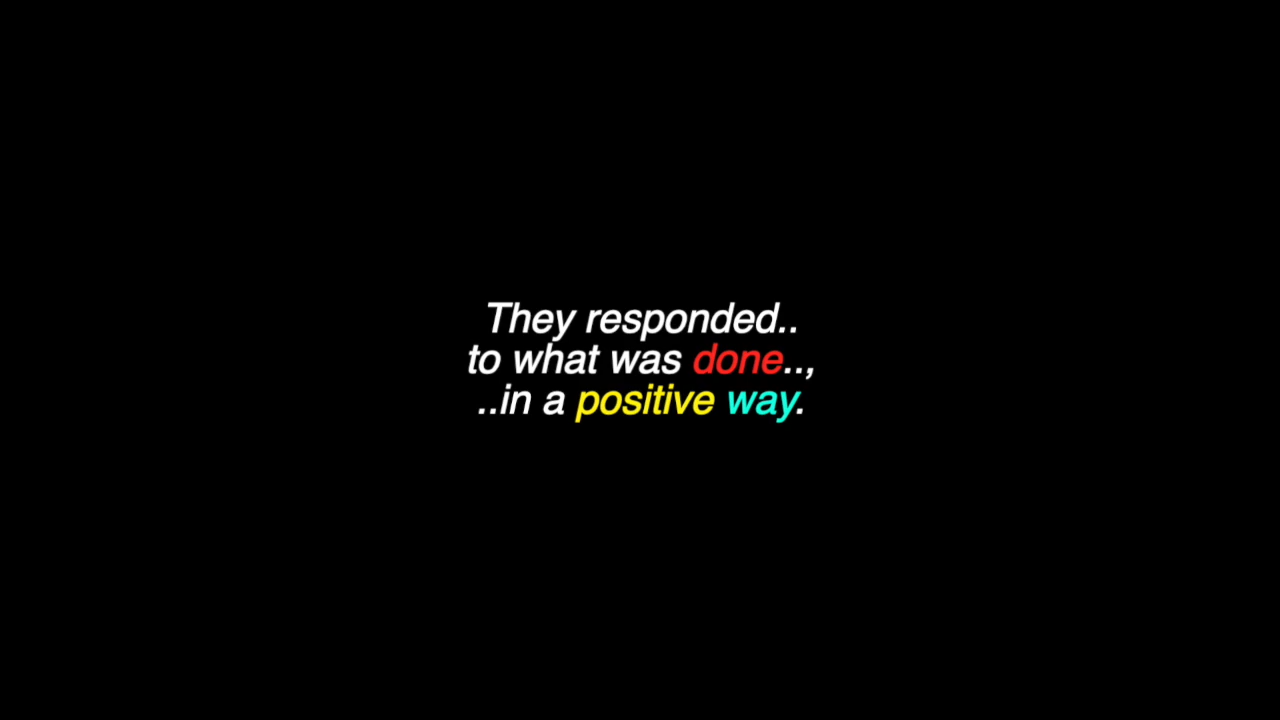 They responded..
to what was done..,
..in a positive way.